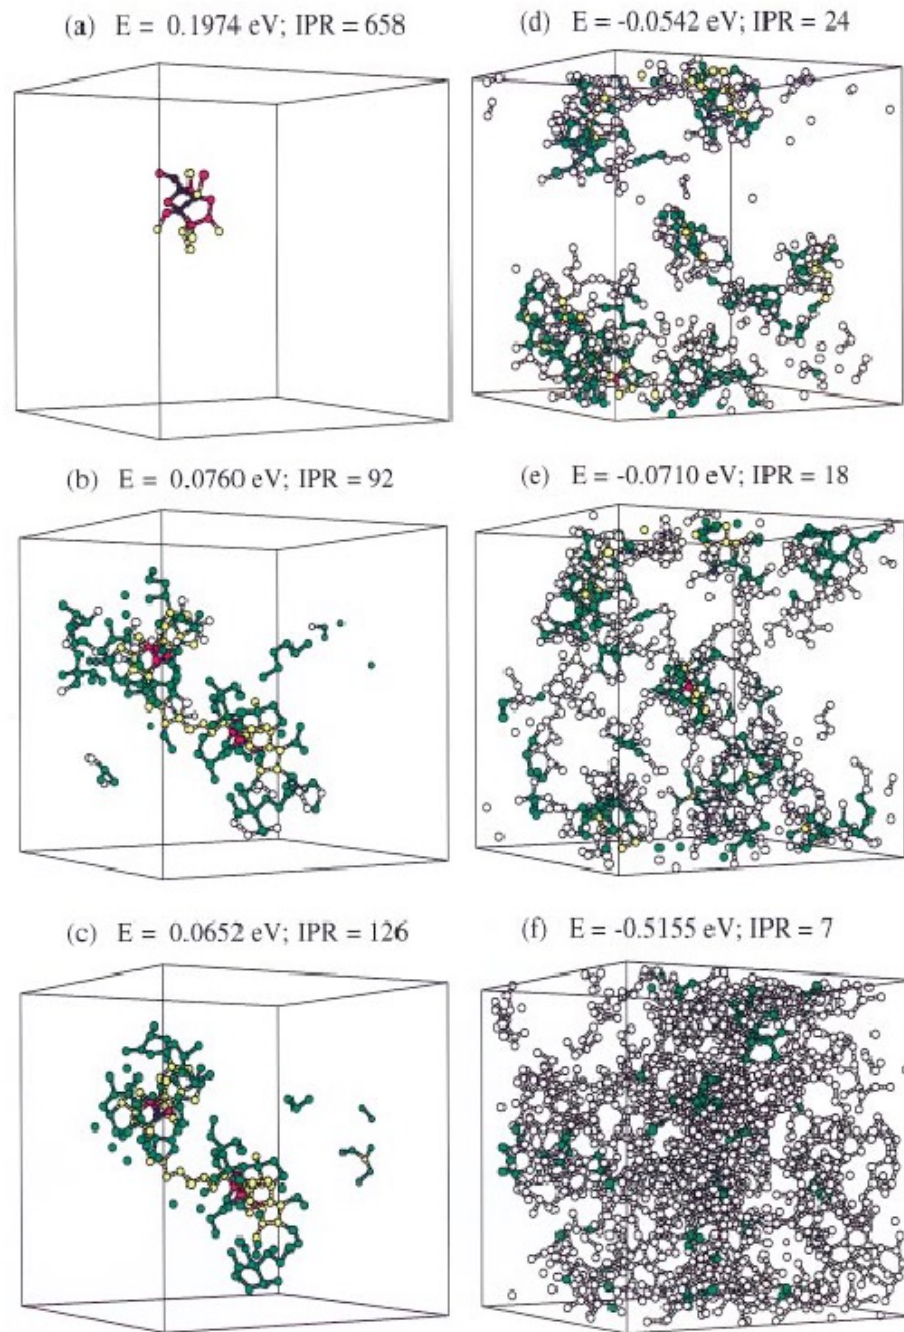 (a) E = 0.1974 eV; IPR = 658
(d) E = -0.0542 eV; IPR = 24
(b) E = 0.0760 eV; IPR = 92
(e) E = -0.0710 eV; IPR = 18
(c) E = 0.0652 eV; IPR = 126
(f) E = -0.5155 eV; IPR = 7